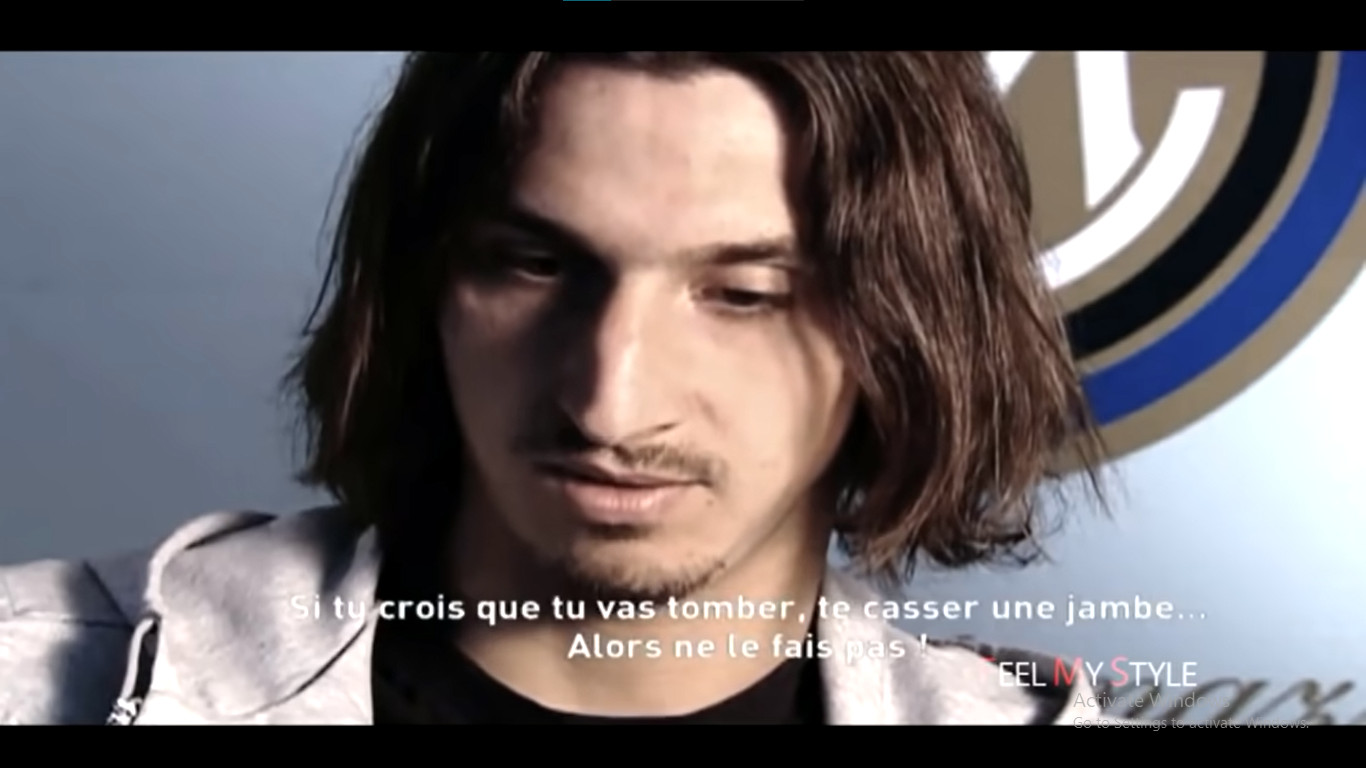 Si tu crois que tu vas tomber, te casser une jambe...
Alors ne le fais pas !
FEEL MY STYLE
Activate Windows
Go to Settings to activate Windows.